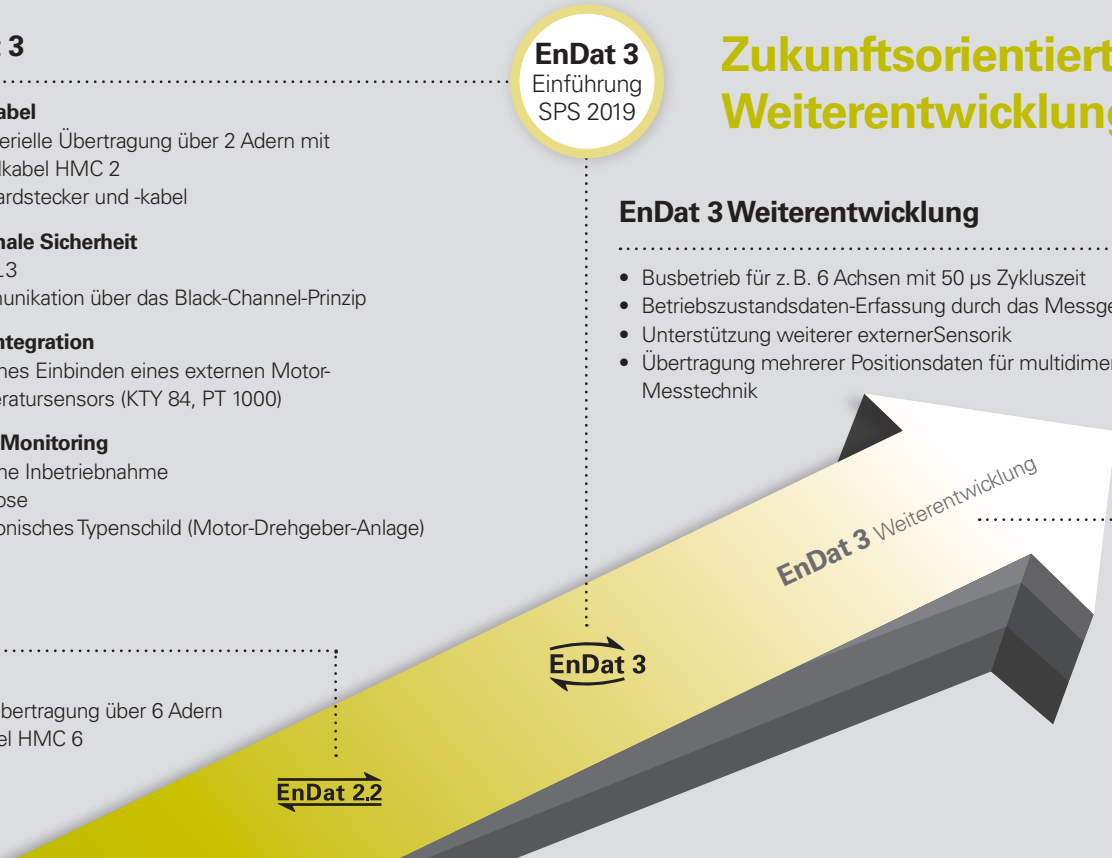 t 3
abel
erielle Übertragung über 2 Adern mit
lkabel HMC 2
ardstecker und -kabel
nale Sicherheit
.3
unikation über das Black-Channel-Prinzip
ntegration
nes Einbinden eines externen Motor-
eratursensors (KTY 84, PT 1000)
Monitoring
ne Inbetriebnahme
ose
onisches Typenschild (Motor-Drehgeber-Anlage)
bertragung über 6 Adern
el HMC 6
EnDat 3
Einführung
SPS 2019
Zukunftsorientiert
Weiterentwicklung
EnDat 3 Weiterentwicklung
• Busbetrieb für z. B. 6 Achsen mit 50 µs Zykluszeit
• Betriebszustandsdaten-Erfassung durch das Messge
• Unterstützung weiterer externerSensorik
• Übertragung mehrerer Positionsdaten für multidimen
Messtechnik
EnDat 3 Weiterentwicklung
EnDat 3
EnDat 2.2